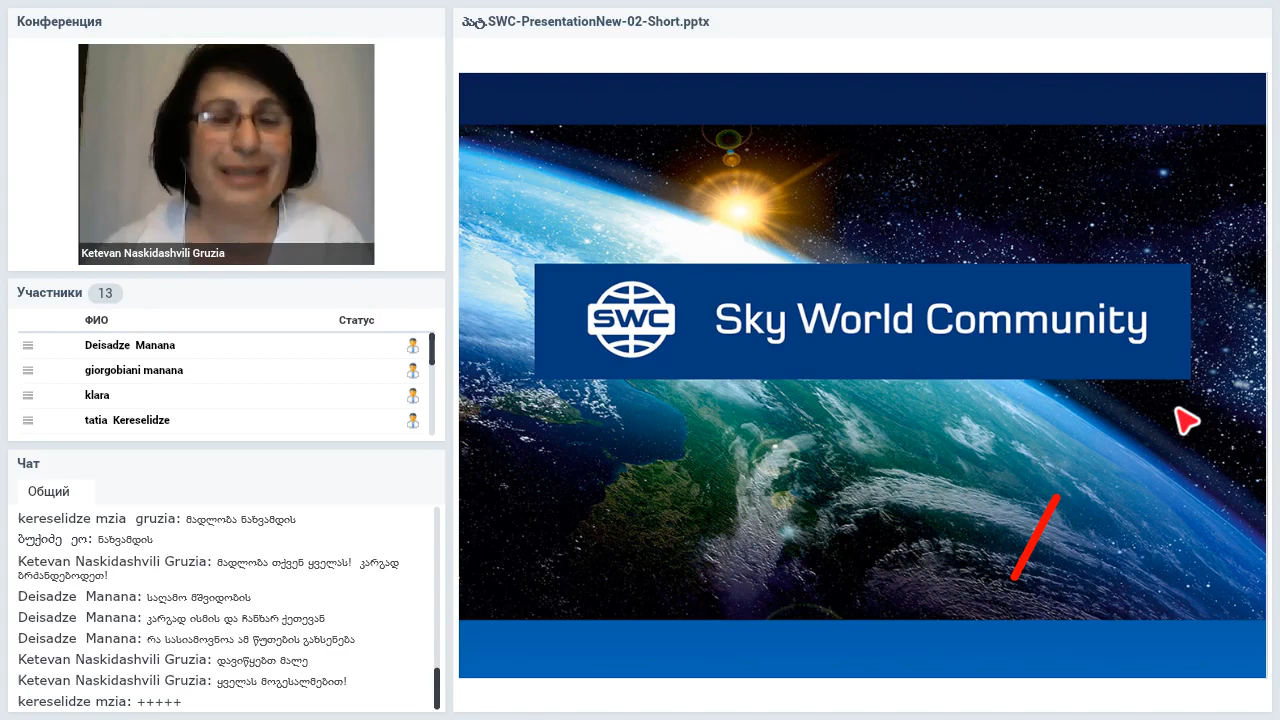 Конференция
Ketevan Naskidashvili Gruzia
Участники 13
ФИО Статус
Deisadze Manana
giorgobiani manana
klara
tatia Kereselidze
Чат
Общий
kereselidze mzia gruzia: მადლობა ნახვამდის
ბუქიძე ეო: ნახვამდის
Ketevan Naskidashvili Gruzia: მადლობა თქვენ ყველას! კარგად
ბრძანდებოდეთ!
Deisadze Manana: საღამო მშვიდობის
Deisadze Manana: კარგად ისმის და ჩანხარ ქეთევან
Deisadze Manana: რა სასიამოვნოა ამ წუთების გახსენება
Ketevan Naskidashvili Gruzia: დავიწყებთ მალე
Ketevan Naskidashvili Gruzia: ყველას მოგესალმებით!
kereselidze mzia: +++++
პატ.SWC-PresentationNew-02-Short.pptx
SWC Sky World Community